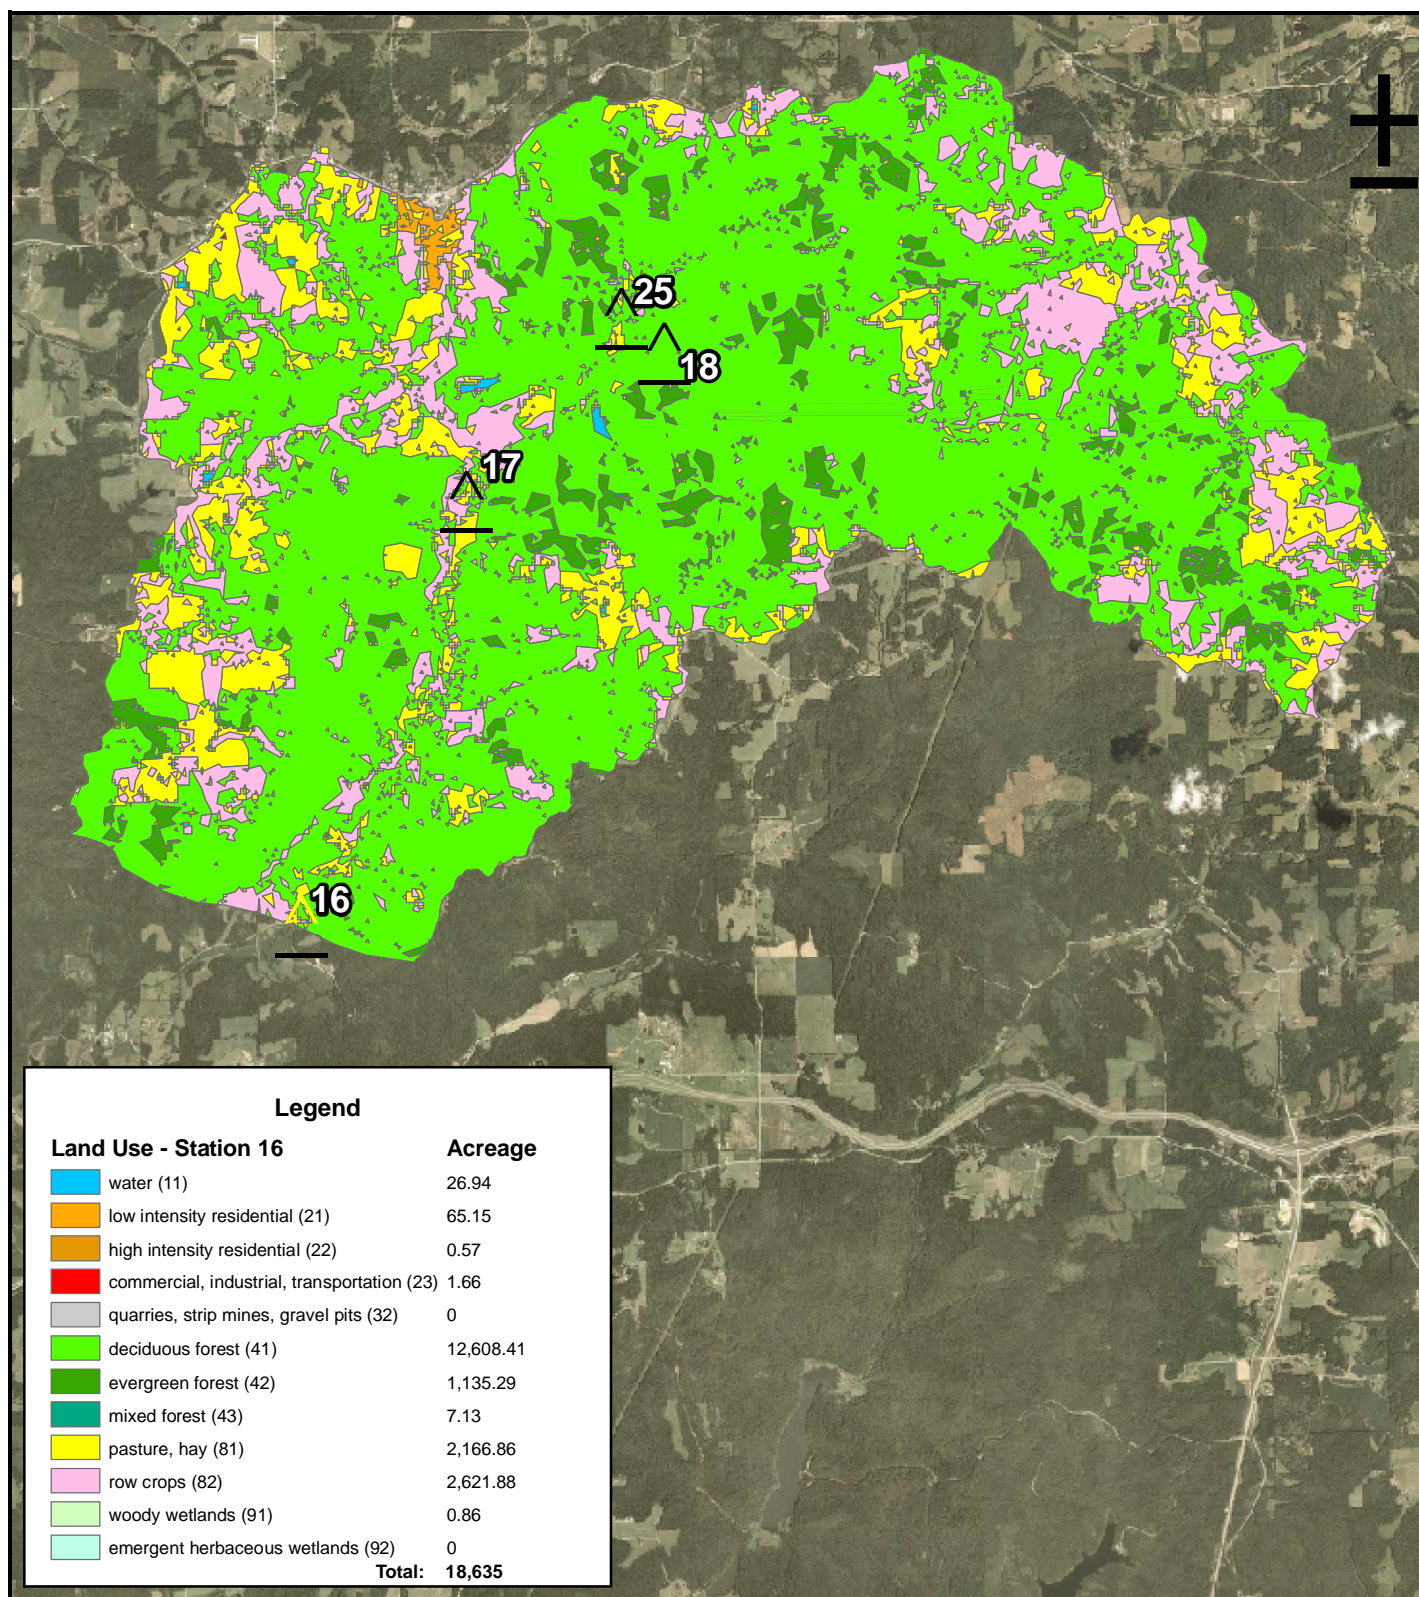 25
18
17
16
Legend
Land Use - Station 16 Acreage
water (11) 26.94
low intensity residential (21) 65.15
high intensity residential (22) 0.57
commercial, industrial, transportation (23) 1.66
quarries, strip mines, gravel pits (32) 0
deciduous forest (41) 12,608.41
evergreen forest (42) 1,135.29
mixed forest (43) 7.13
pasture, hay (81) 2,166.86
row crops (82) 2,621.88
woody wetlands (91) 0.86
emergent herbaceous wetlands (92) 0
Total: 18,635